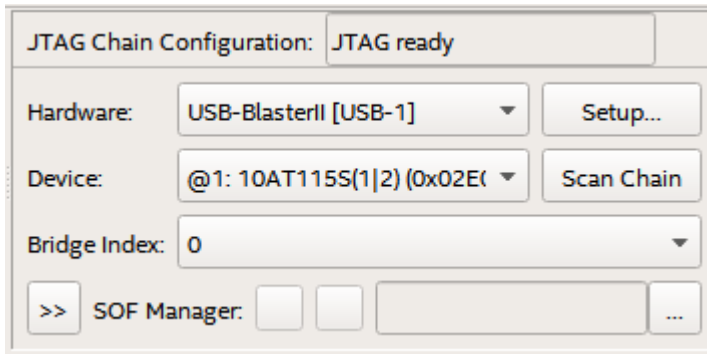 JTAG Chain Configuration: JTAG ready
Hardware: USB-BlasterII [USB-1] Setup...
Device: @1: 10AT115S(1|2) (0x02E( Scan Chain
Bridge Index: 0
>> SOF Manager: ...